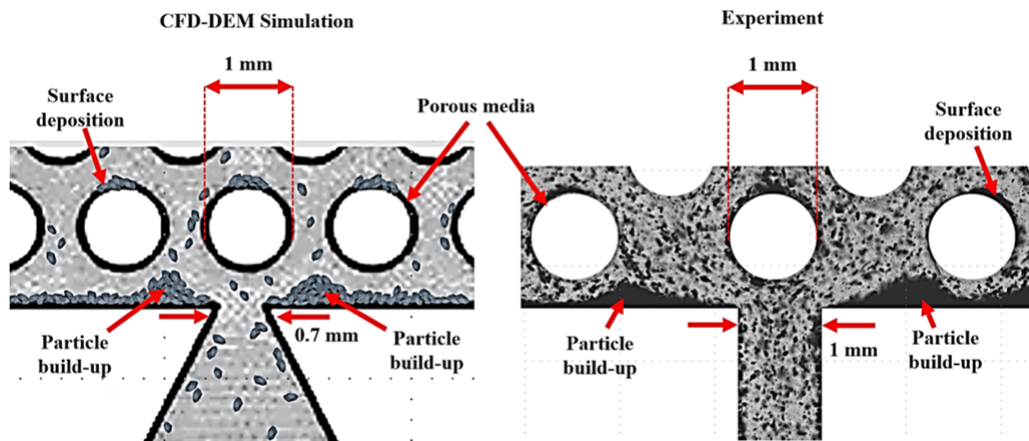 CFD-DEM Simulation
Experiment
1 mm
1 mm
Surface
deposition
Porous media
Surface
deposition
Particle
build-up
0.7 mm
Particle
build-up
Particle
build-up
1 mm
Particle
build-up